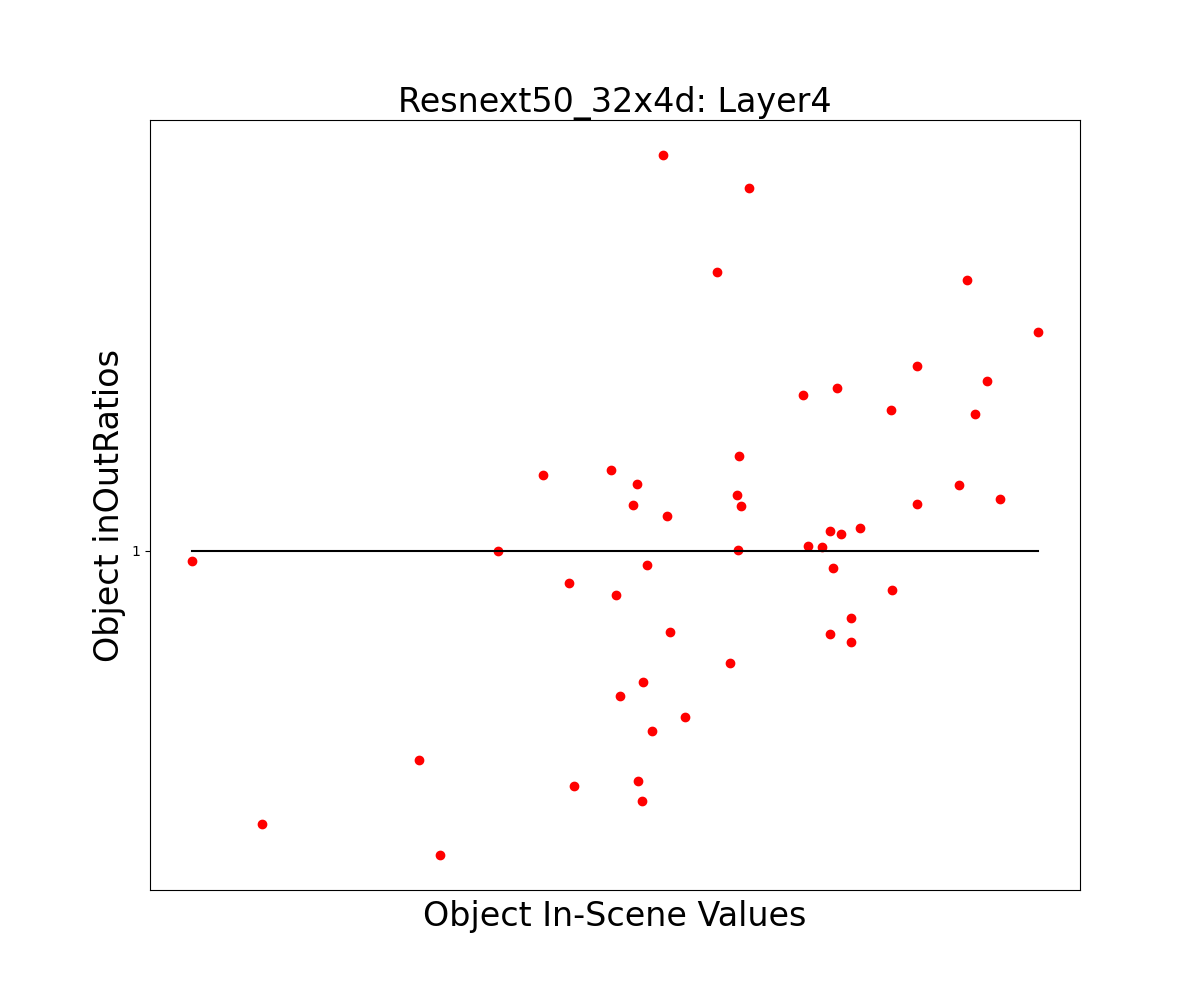 Resnext50_32x4d: Layer4
Object inOutRatios
1
Object In-Scene Values